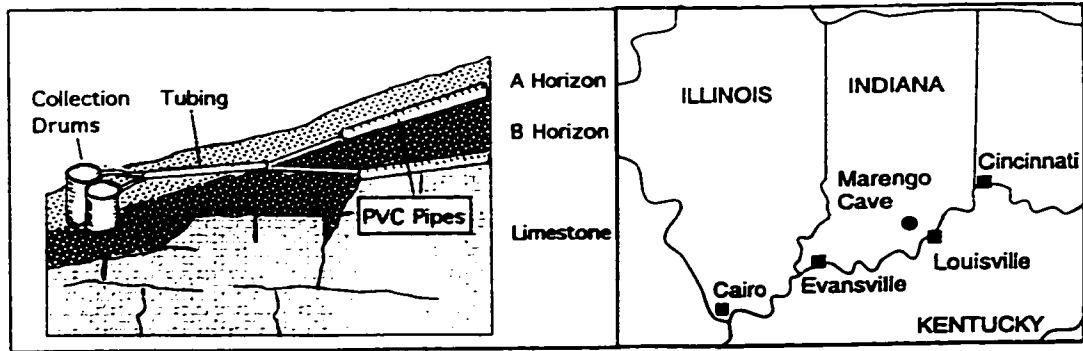 Collection
Drums
Tubing
PVC Pipes
A Horizon
B Horizon
Limestone
ILLINOIS
INDIANA
Cincinnati
Marengo
Cave
Louisville
Evansville
Cairo
KENTUCKY